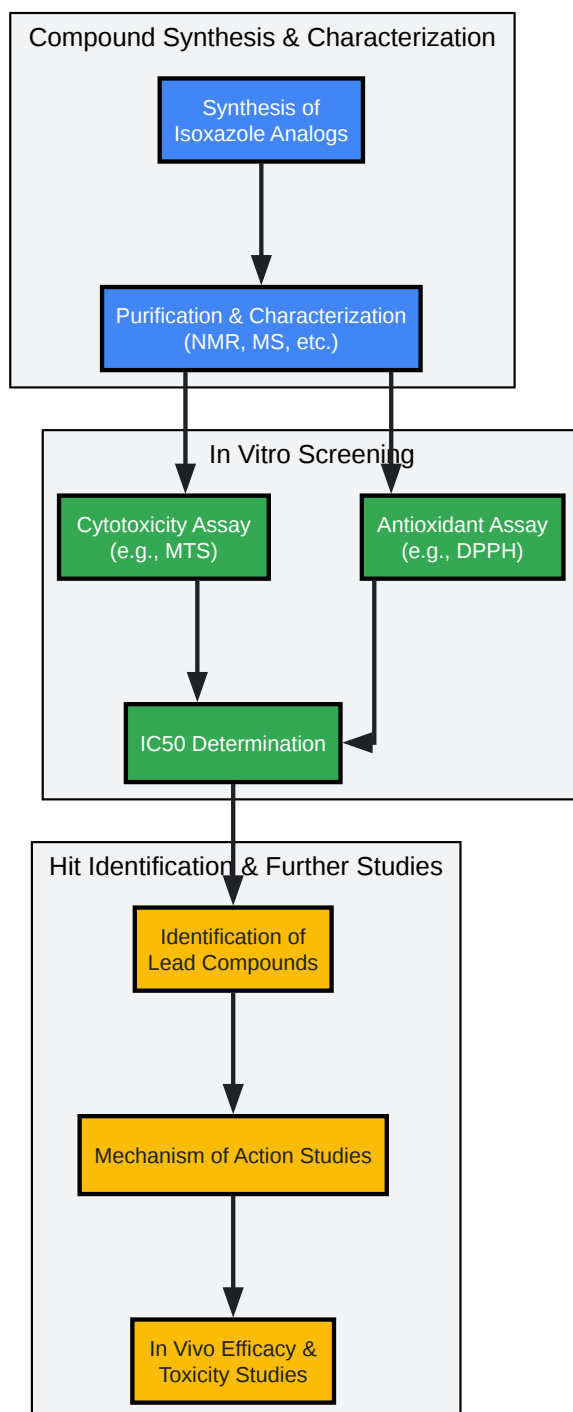 Compound Synthesis & Characterization
Synthesis of
Isoxazole Analogs
Purification & Characterization
(NMR, MS, etc.)
In Vitro Screening
Cytotoxicity Assay
(e.g., MTS)
Antioxidant Assay
(e.g., DPPH)
IC50 Determination
Hit Identification & Further Studies
Identification of
Lead Compounds
Mechanism of Action Studies
In Vivo Efficacy &
Toxicity Studies